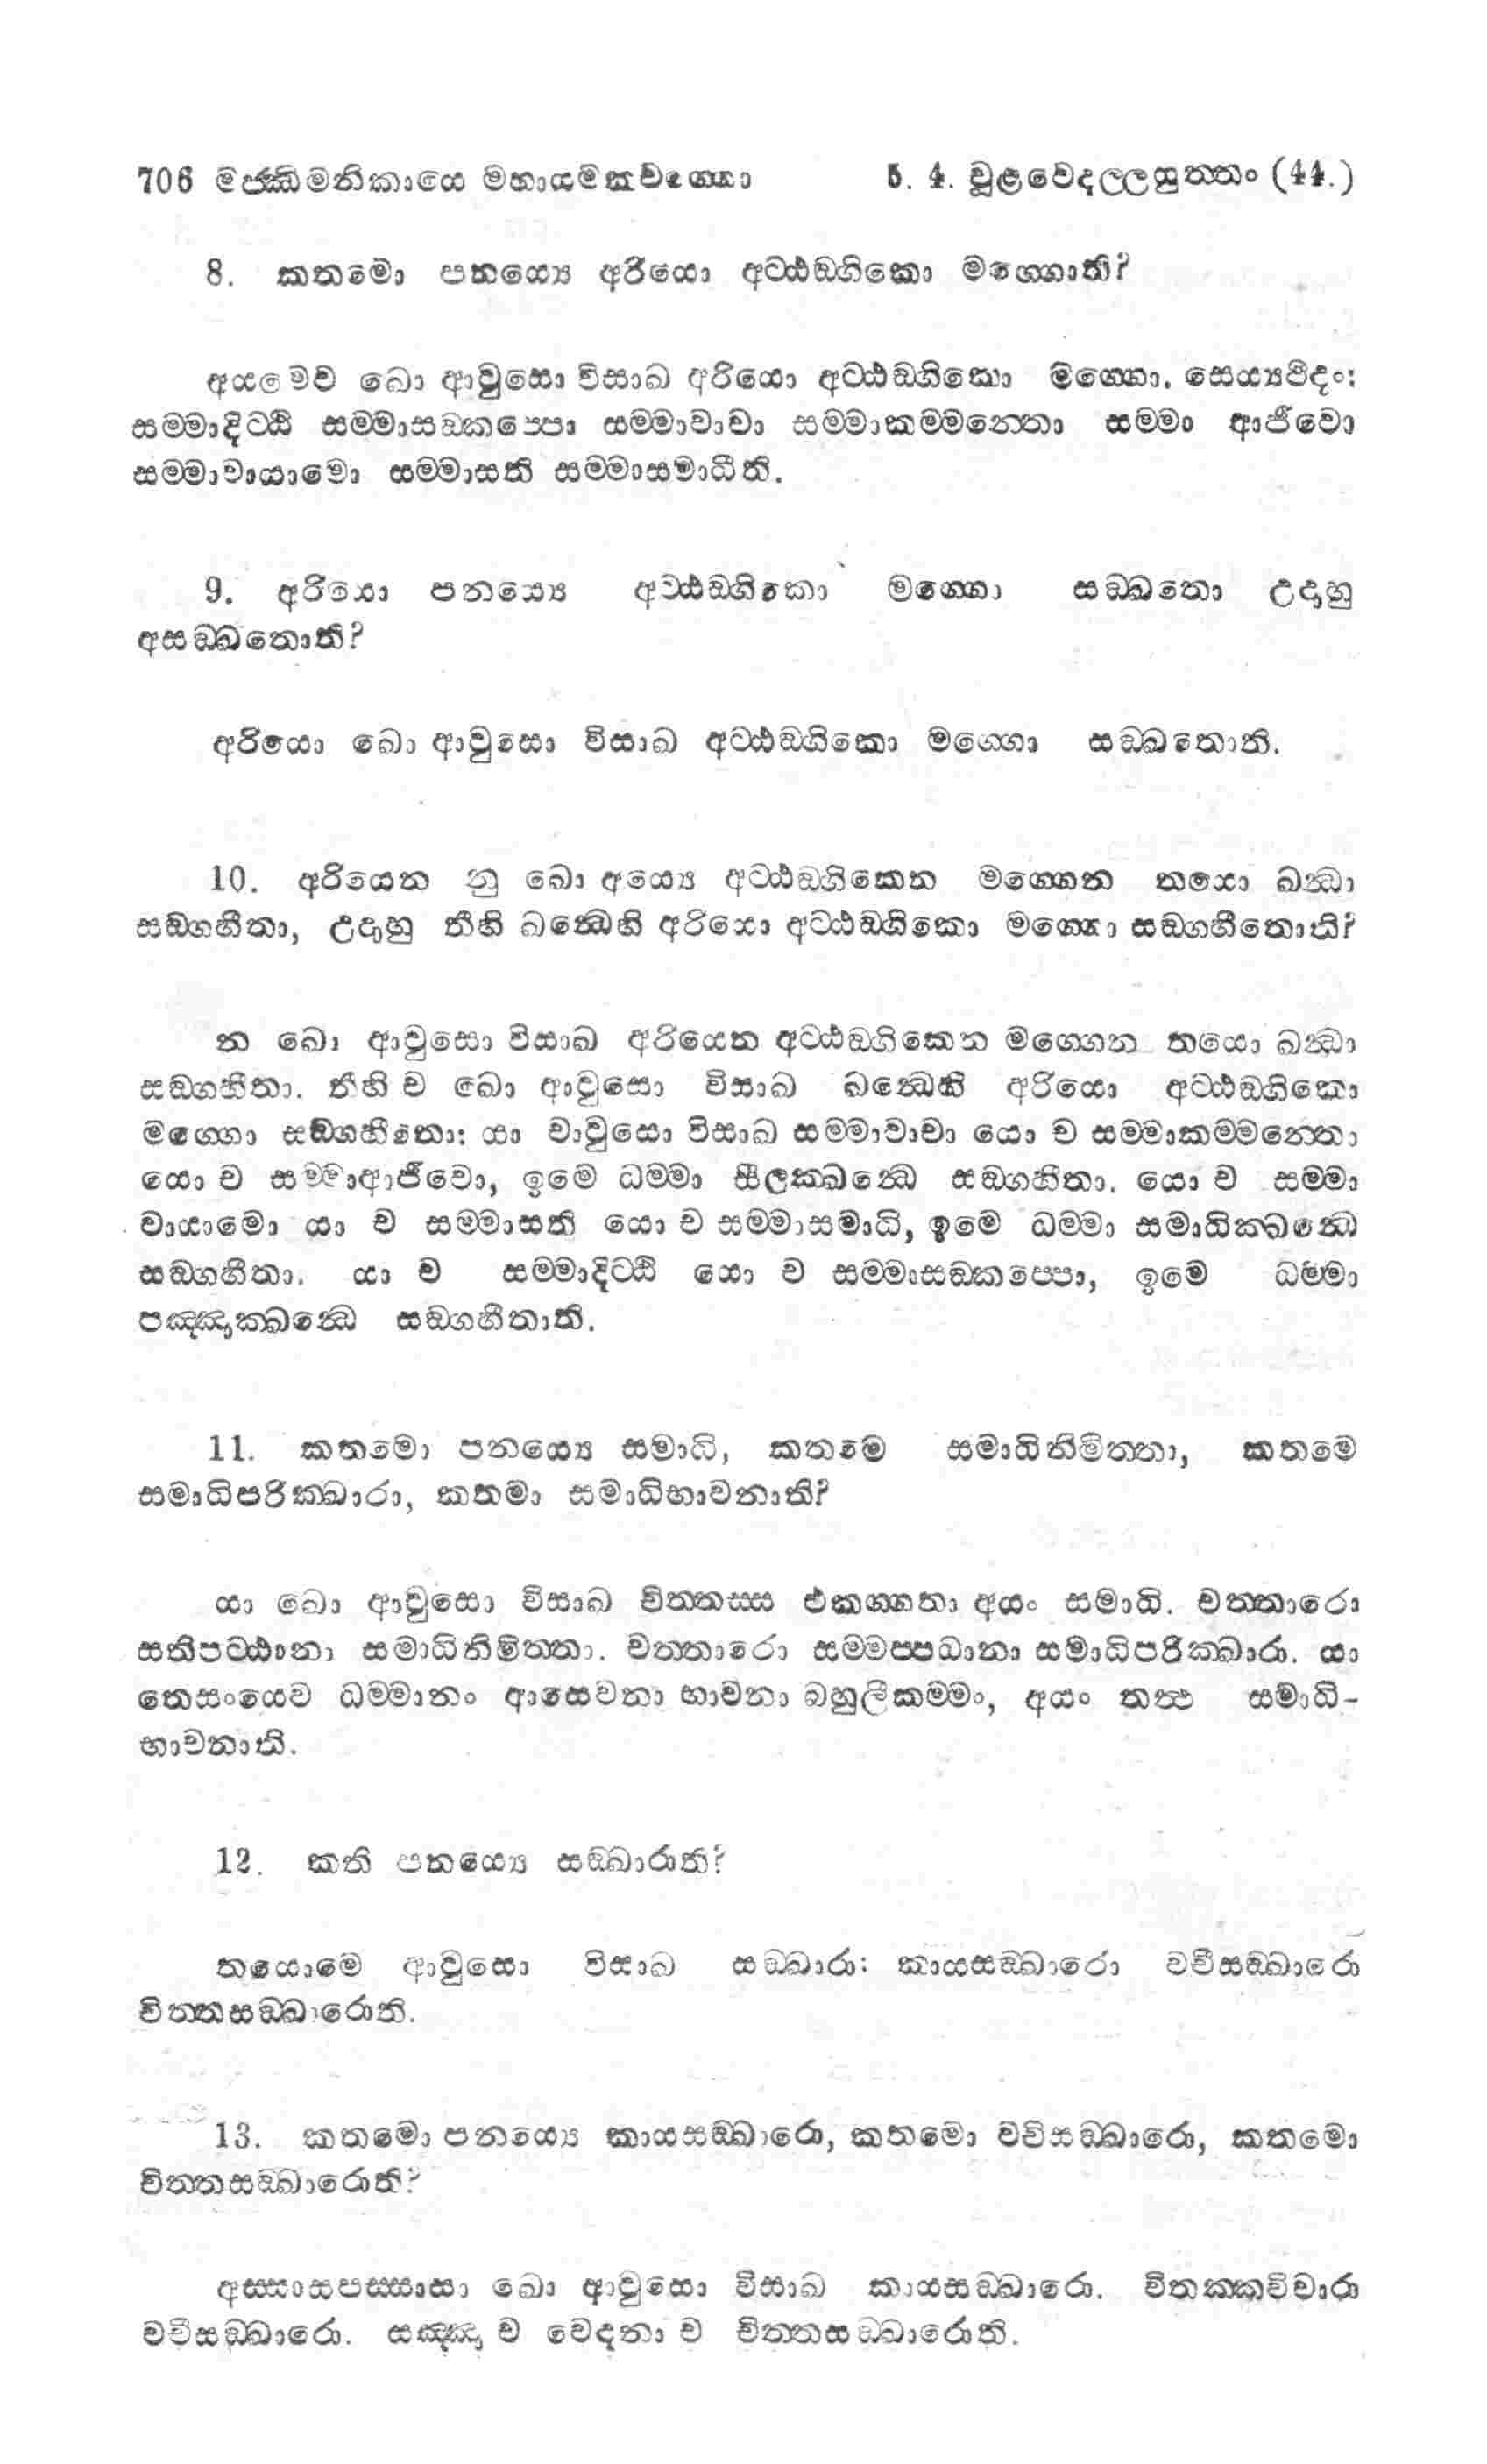 706 මජ්ඣිමනිකායෙ මහායමකවග්ගො 5. 4. චූළවෙදල්ලසුත්තං (44.)
8. කතමො පනය්‍යෙ අරියො අට්ඨඞ්ගිකො මග්ගොති?
අයමෙව ඛො ආවුසො විසාඛ අරියො අට්ඨඞ්ගිකො මග්ගො. සෙය්‍යථිදං:
සම්මාදිට්ඨි සම්මාසඞ්කප්පො සම්මාවාචා සම්මාකම්මන්තො සම්මා ආජීවො
සම්මාවායාමො සම්මාසති සම්මාසමාධීති.
9. අරියො පනය්‍යෙ අට්ඨඞ්ගිකො මග්ගො සඞ්ඛතො උදාහු
අසඞ්ඛතොති?
අරියො ඛො ආවුසො විසාඛ අට්ඨඞ්ගිකො මග්ගො සඞ්ඛතොති.
10. අරියෙන නු ඛො අය්‍යෙ අට්ඨඞ්ගිකෙන මග්ගෙන තයො ඛන්ධා
සඞ්ගහීතා, උදාහු තීහි ඛන්ධෙහි අරියො අට්ඨඞ්ගිකො මග්ගො සඞ්ගහීතොති?
න ඛො ආවුසො විසාඛ අරියෙන අට්ඨඞ්ගිකෙන මග්ගෙන තයො ඛන්ධා
සඞ්ගහීතා. තීහි ච ඛො ආවුසො විසාඛ ඛන්ධෙහි අරියො අට්ඨඞ්ගිකො
මග්ගො සඞ්ගහීතො: යා චාවුසො විසාඛ සම්මාවාචා යො ච සම්මාකම්මන්තො
යො ච සම්මාආජීවො, ඉමෙ ධම්මා සීලක්ඛන්ධෙ සඞ්ගහීතා. යො ච සම්මා
වායාමො යා ච සම්මාසති යො ච සම්මාසමාධි, ඉමෙ ධම්මා සමාධික්ඛන්ධෙ
සඞ්ගහීතා. යා ච සම්මාදිට්ඨි යො ච සම්මාසඞ්කප්පො, ඉමෙ ධම්මා
පඤ්ඤාක්ඛන්ධෙ සඞ්ගහීතාති.
11. කතමො පනය්‍යෙ සමාධි, කතමෙ සමාධිනිමිත්තා, කතමෙ
සමාධිපරික්ඛාරා, කතමා සමාධිභාවනාති?
යා ඛො ආවුසො විසාඛ චිත්තස්ස එකග්ගතා අයං සමාධි. චත්තාරො
සතිපට්ඨානා සමාධිනිමිත්තා. චත්තාරො සම්මප්පධානා සමාධිපරික්ඛාරා. යා
තෙසංයෙව ධම්මානං ආසෙවනා භාවනා බහුලීකම්මං, අයං තත්‍ථ සමාධි-
භාවනාති.
12. කති පනය්‍යෙ සඞ්ඛාරාති?
තයොමෙ ආවුසො විසාඛ සඞ්ඛාරා: කායසඞ්ඛාරො වචීසඞ්ඛාරො
චිත්තසඞ්ඛාරොති.
13. කතමො පනය්‍යෙ කායසඞ්ඛාරො, කතමො වචීසඞ්ඛාරො, කතමො
චිත්තසඞ්ඛාරොති?
අස්සාසපස්සාසා ඛො ආවුසො විසාඛ කායසඞ්ඛාරො. විතක්කවිචාරා
වචීසඞ්ඛාරො. සඤ්ඤා ච වෙදනා ච චිත්තසඞ්ඛාරොති.